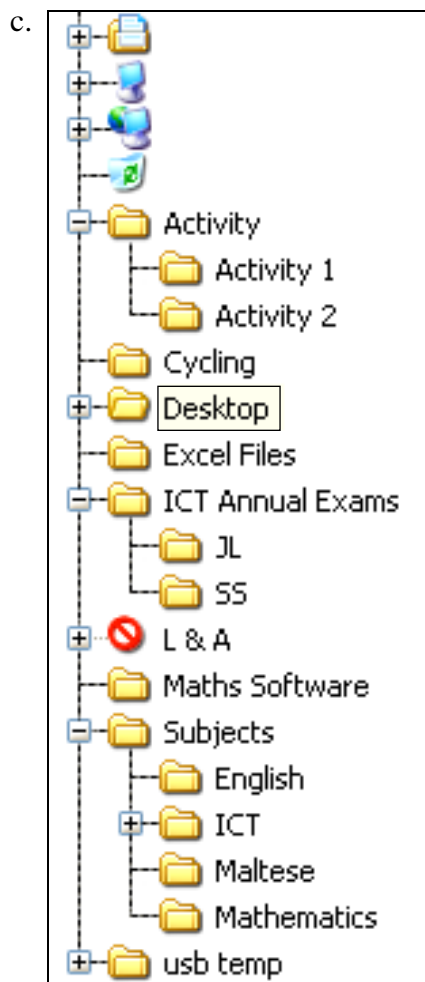 c.
Activity
Activity 1
Activity 2
Cycling
Desktop
Excel Files
ICT Annual Exams
JL
SS
L & A
Maths Software
Subjects
English
ICT
Maltese
Mathematics
usb temp